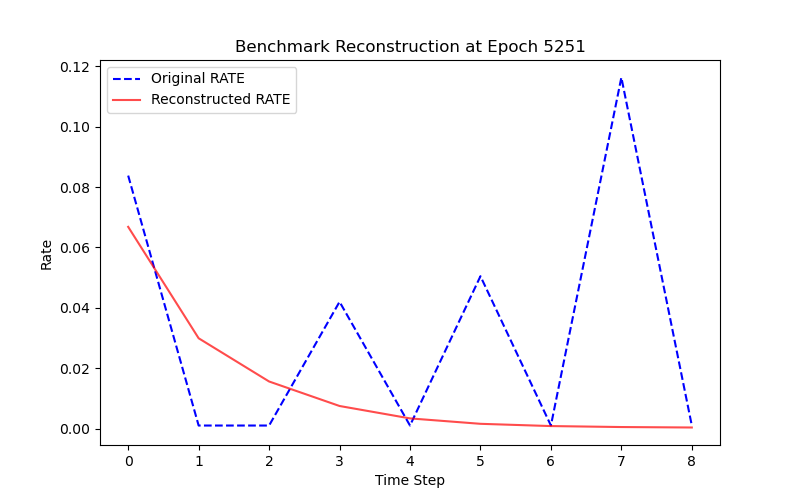 Benchmark Reconstruction at Epoch 5251
Original RATE
Reconstructed RATE
0.12
0.10
0.08
0.06
0.04
0.02
0.00
Rate
0 1 2 3 4 5 6 7 8
Time Step